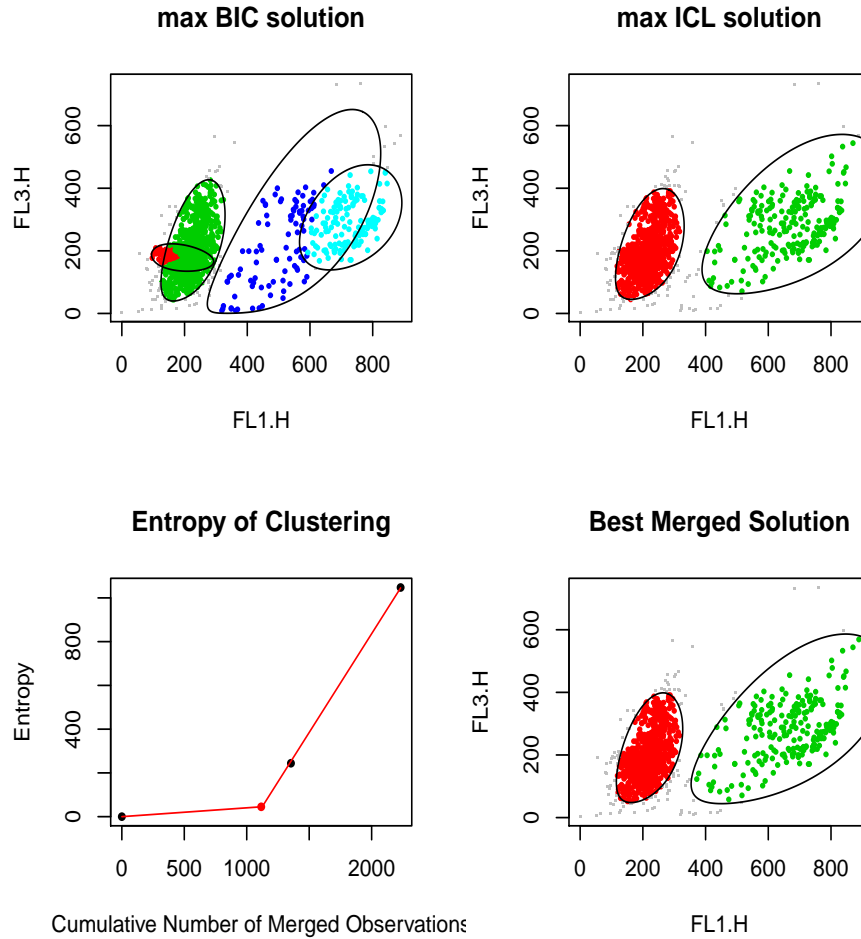 max BIC solution
FL3.H
600
400
200
0
0 200 400 600 800
FL1.H
max ICL solution
FL3.H
600
400
200
0
0 200 400 600 800
FL1.H
Entropy of Clustering
Entropy
800
400
0
0 500 1000 2000
Cumulative Number of Merged Observations
Best Merged Solution
FL3.H
600
400
200
0
0 200 400 600 800
FL1.H